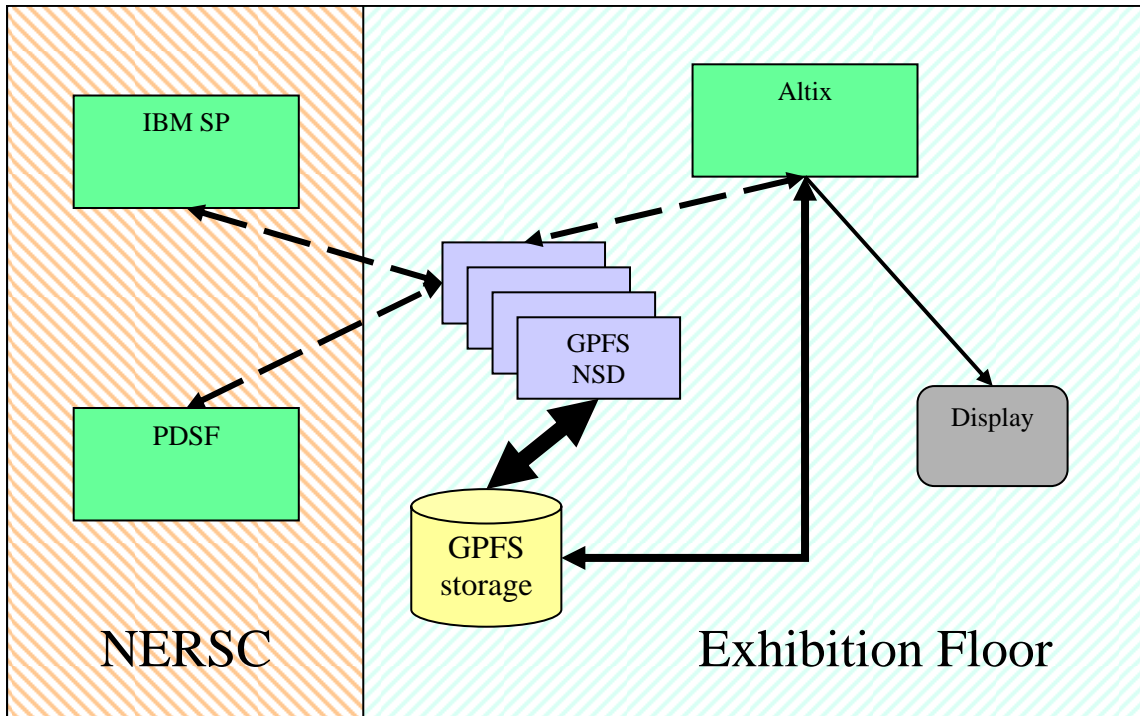 IBM SP
Altix
GPFS
NSD
PDSF
Display
GPFS
storage
NERSC
Exhibition Floor